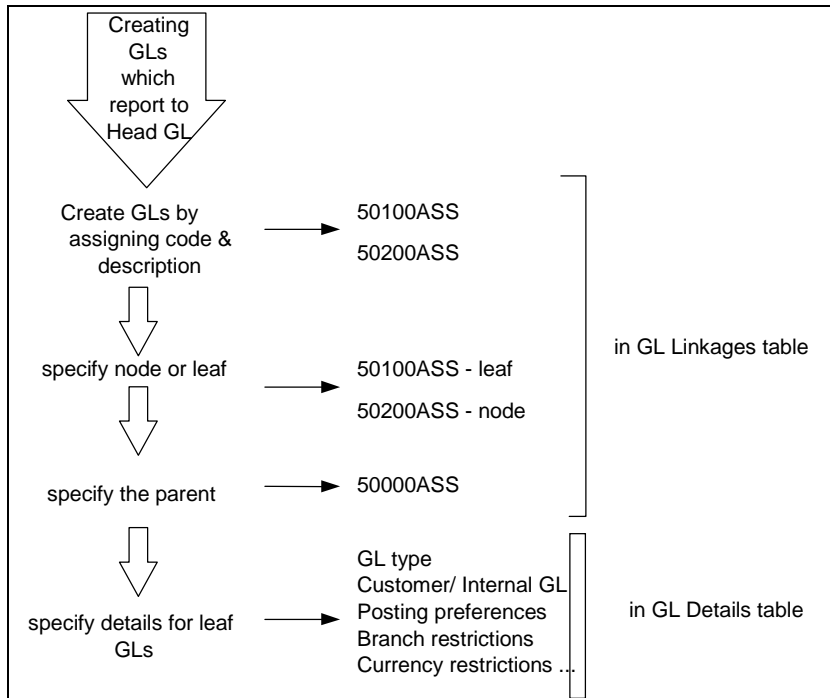 Creating
GLs
which
report to
Head GL
Create GLs by
assigning code &
description
50100ASS
50200ASS
specify node or leaf
50100ASS - leaf
50200ASS - node
in GL Linkages table
specify the parent
50000ASS
specify details for leaf
GLs
GL type
Customer/ Internal GL
Posting preferences
Branch restrictions
Currency restrictions ...
in GL Details table